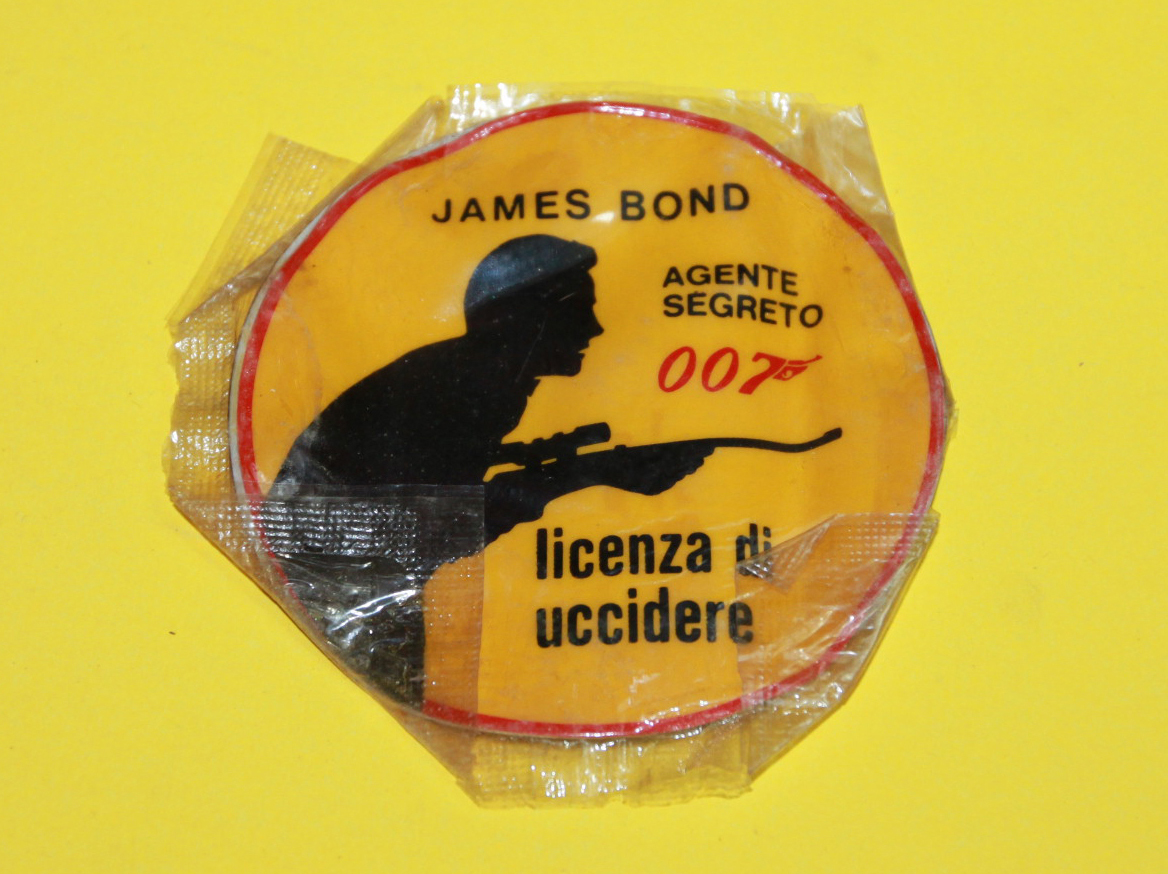 JAMES BOND
AGENTE
SEGRETO
007
licenza di
uccidere